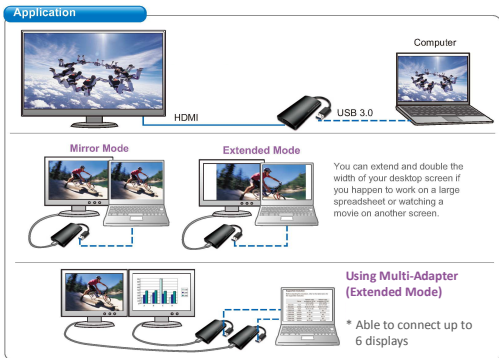 Application
Computer
HDMI
USB 3.0
Mirror Mode
Extended Mode
You can extend and double the
width of your desktop screen if
you happen to work on a large
spreadsheet or watching a
movie on another screen.
Using Multi-Adapter
(Extended Mode)
* Able to connect up to
6 displays